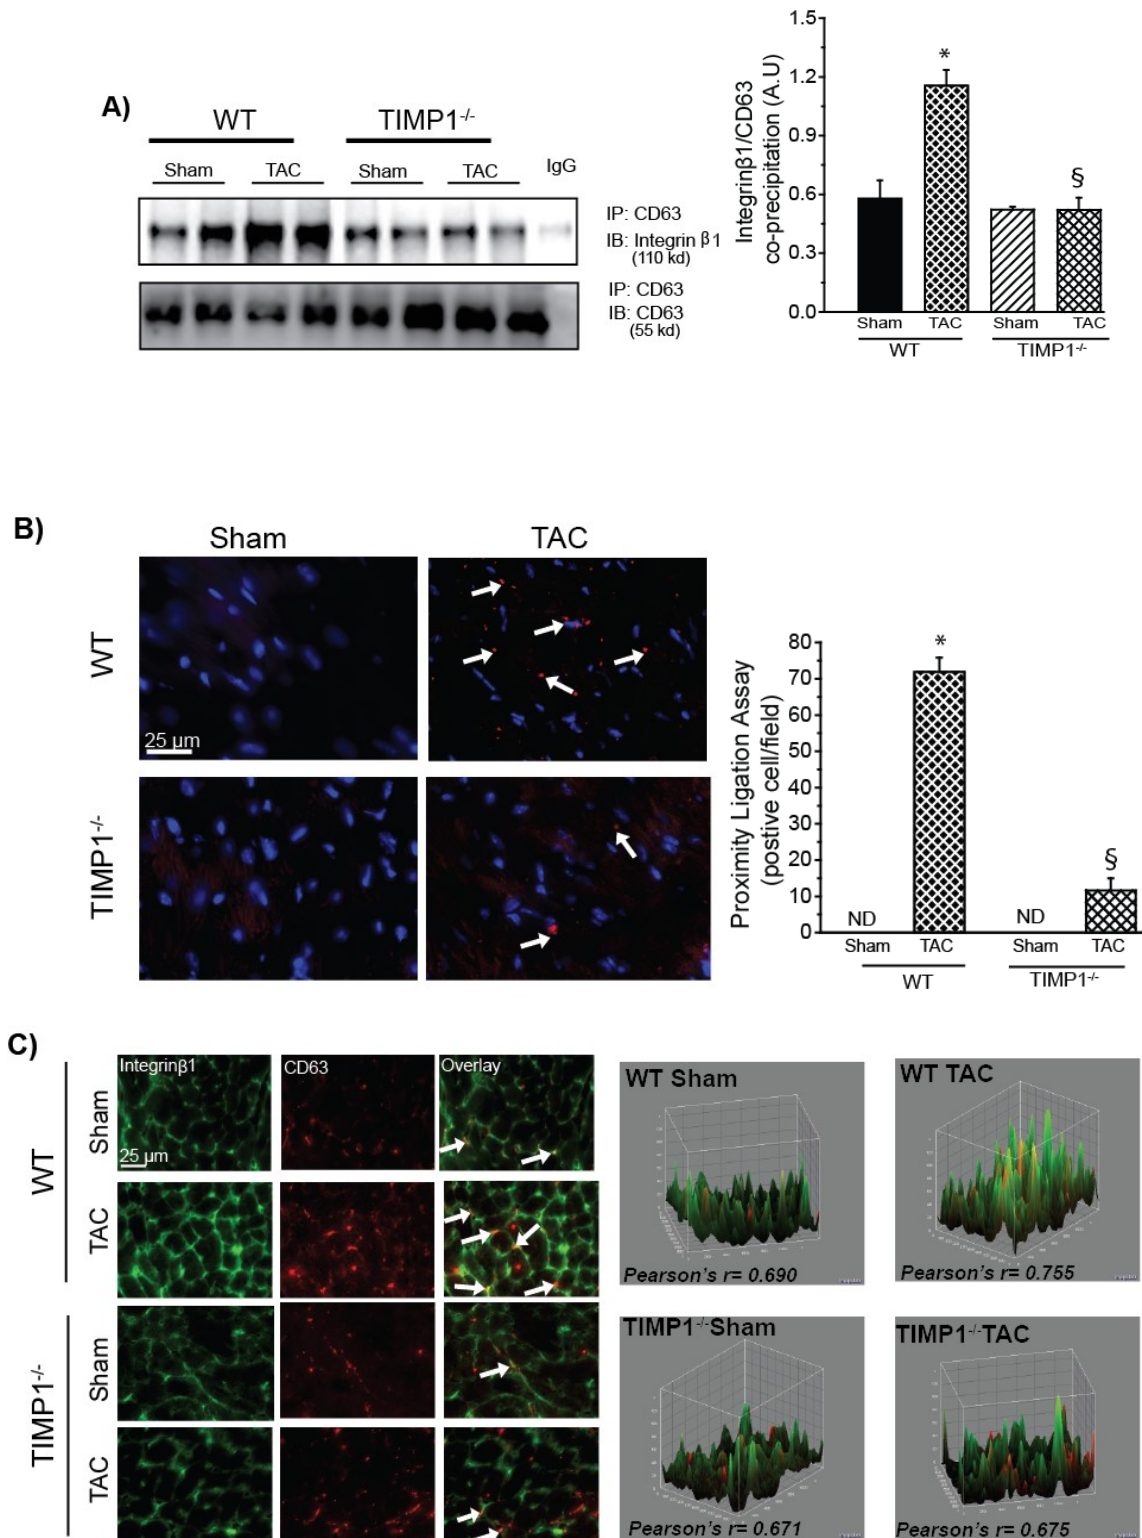 A)
WT
TIMP1-/-
Sham
TAC
Sham
TAC
IgG
IP: CD63
IB: Integrin β1
(110 kd)
IP: CD63
IB: CD63
(55 kd)
Integrinβ1/CD63
co-precipitation (A.U)
1.5
1.2
0.9
0.6
0.3
0.0
*
§
Sham
TAC
Sham
TAC
WT
TIMP1-/-
B)
Sham
TAC
WT
25 µm
TIMP1-/-
Proximity Ligation Assay
(postive cell/field)
80
70
60
50
40
30
20
10
0
*
§
ND
ND
Sham
TAC
Sham
TAC
WT
TIMP1-/-
C)
WT
Sham
TAC
TIMP1-/-
Sham
TAC
Integrinβ1
CD63
Overlay
25 µm
WT Sham
Pearson's r= 0.690
WT TAC
Pearson's r= 0.755
TIMP1-/-Sham
Pearson's r= 0.671
TIMP1-/-TAC
Pearson's r= 0.675